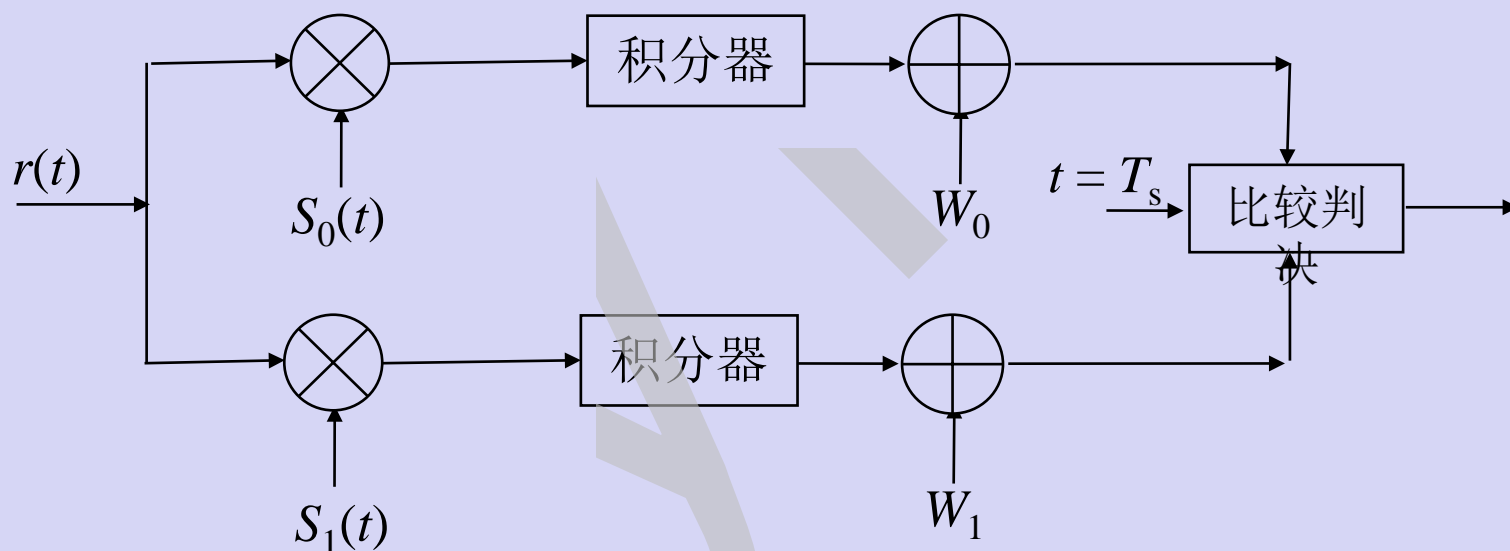 积分器
r(t)
S₀(t)
W₀
t = Tₛ
比较判
决
积分器
S₁(t)
W₁